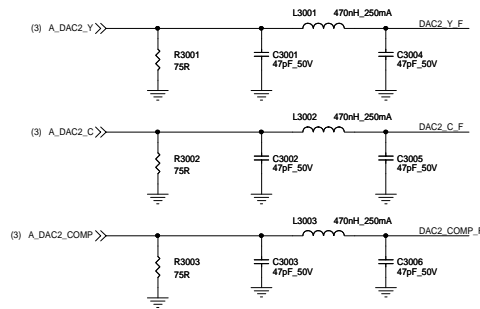 L3001 470nH_250mA
(3) A_DAC2_Y DAC2_Y_F
R3001
75R
C3001
47pF_50V
C3004
47pF_50V
L3002 470nH_250mA
(3) A_DAC2_C DAC2_C_F
R3002
75R
C3002
47pF_50V
C3005
47pF_50V
L3003 470nH_250mA
(3) A_DAC2_COMP DAC2_COMP_F
R3003
75R
C3003
47pF_50V
C3006
47pF_50V